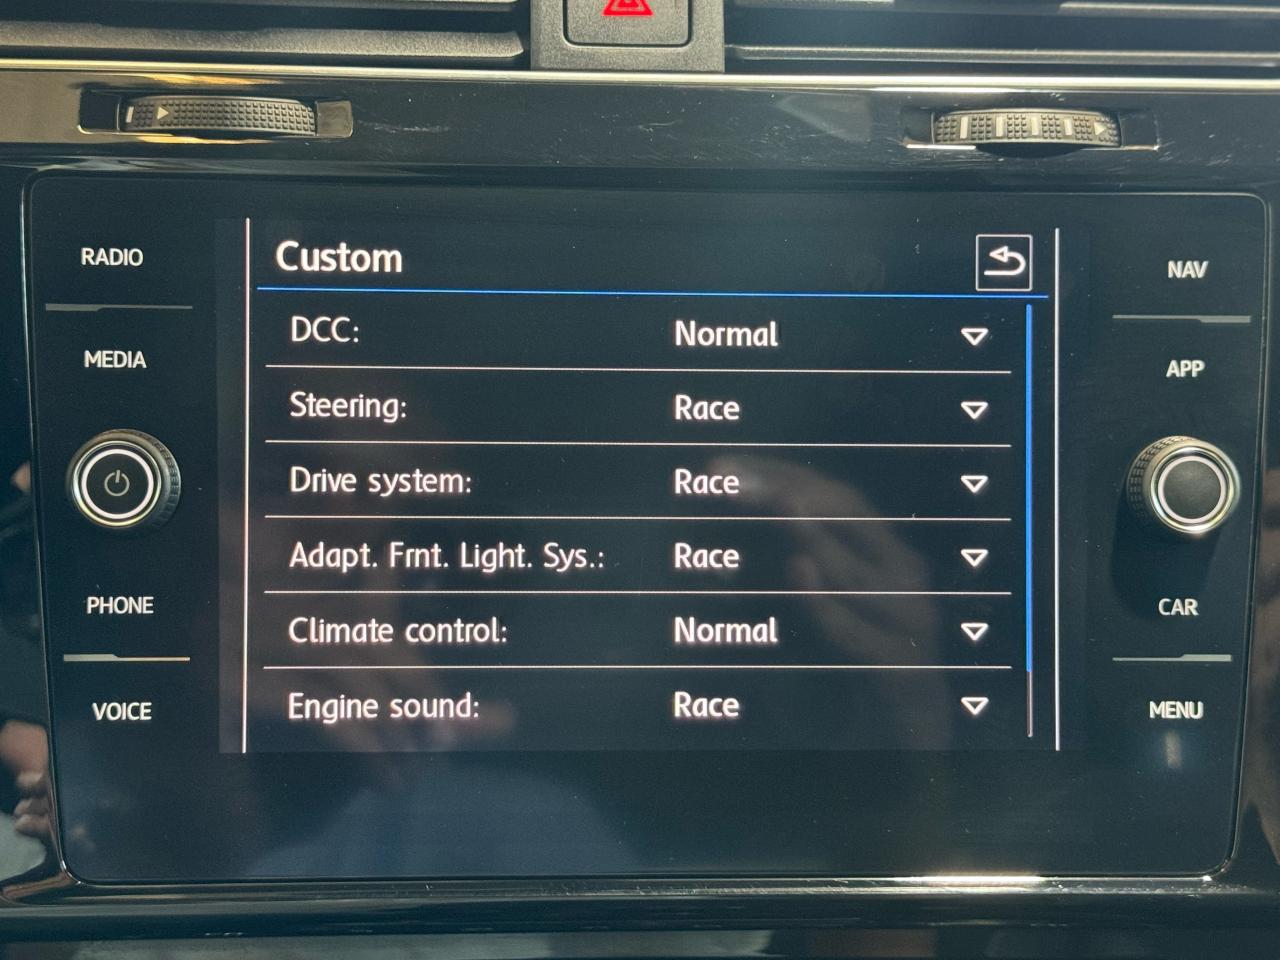 RADIO
MEDIA
PHONE
VOICE
Custom
DCC: Normal
Steering: Race
Drive system: Race
Adapt. Frnt. Light. Sys.: Race
Climate control: Normal
Engine sound: Race
NAV
APP
CAR
MENU